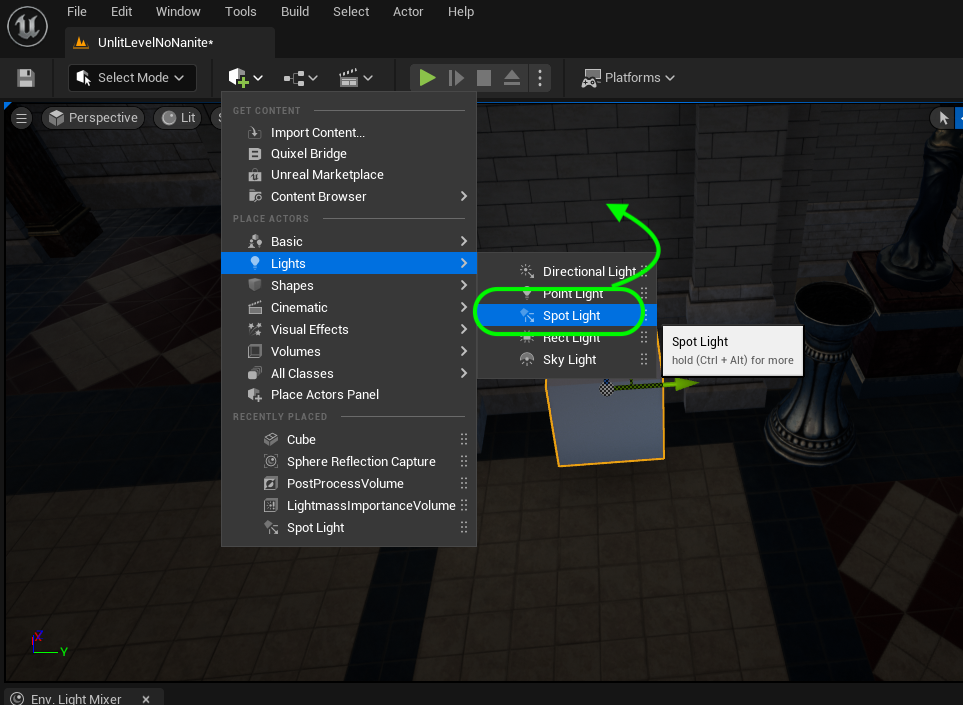 File Edit Window Tools Build Select Actor Help
UnlitLevelNoNanite*
Select Mode
Platforms
Perspective
Lit
GET CONTENT
Import Content...
Quixel Bridge
Unreal Marketplace
Content Browser
PLACE ACTORS
Basic
Lights
Shapes
Cinematic
Visual Effects
Volumes
All Classes
Place Actors Panel
RECENTLY PLACED
Cube
Sphere Reflection Capture
PostProcessVolume
LightmassImportanceVolume
Spot Light
Directional Light
Point Light
Spot Light
Rect Light
Sky Light
Spot Light
hold (Ctrl + Alt) for more
X
Y
Env. Light Mixer